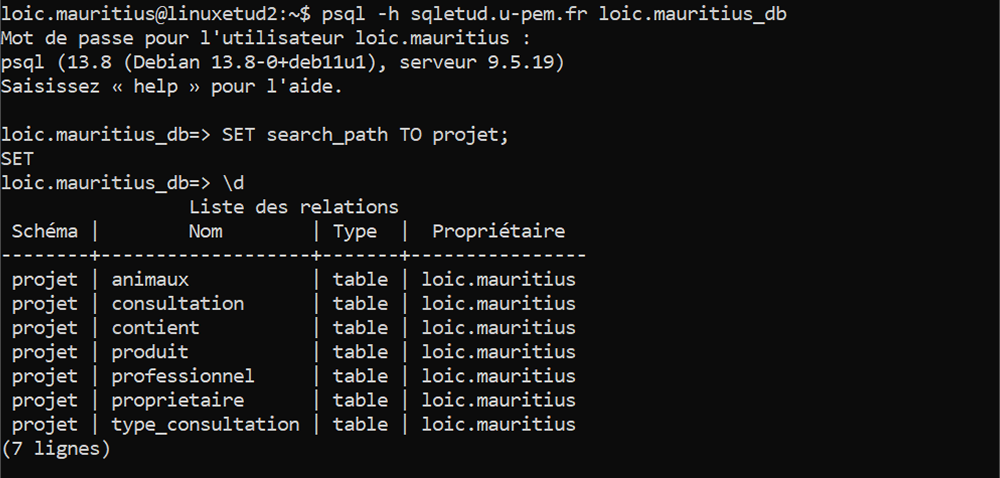 loic.mauritius@linuxetud2:~$ psql -h sqletud.u-pem.fr loic.mauritius_db
Mot de passe pour l'utilisateur loic.mauritius :
psql (13.8 (Debian 13.8-0+deb11u1), serveur 9.5.19)
Saisissez « help » pour l'aide.

loic.mauritius_db=> SET search_path TO projet;
SET
loic.mauritius_db=> \d
                Liste des relations
 Schéma |        Nom        | Type  |  Propriétaire
--------+-------------------+-------+----------------
 projet | animaux           | table | loic.mauritius
 projet | consultation      | table | loic.mauritius
 projet | contient          | table | loic.mauritius
 projet | produit           | table | loic.mauritius
 projet | professionnel     | table | loic.mauritius
 projet | proprietaire      | table | loic.mauritius
 projet | type_consultation | table | loic.mauritius
(7 lignes)